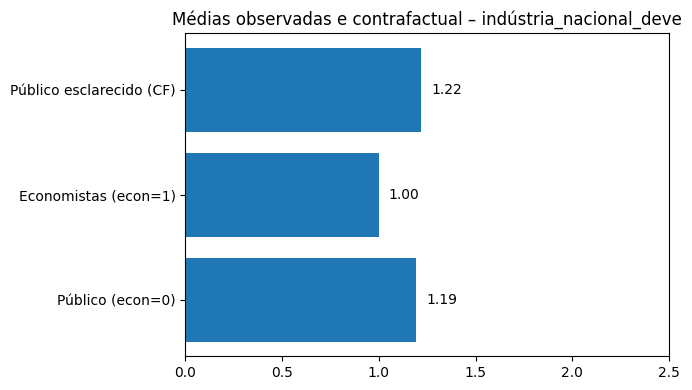 Médias observadas e contrafactual – indústria_nacional_deve
Público esclarecido (CF)
1.22
Economistas (econ=1)
1.00
Público (econ=0)
1.19
0.0
0.5
1.0
1.5
2.0
2.5